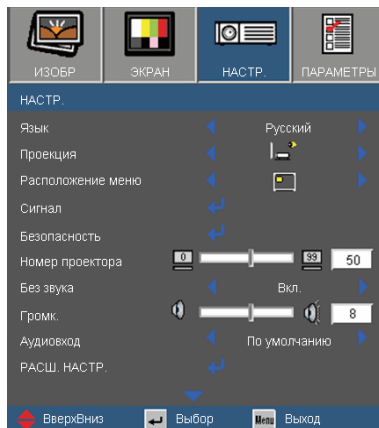 ИЗОБР ЭКРАН НАСТР. ПАРАМЕТРЫ
НАСТР.
Язык Русский
Проекция
Расположение меню
Сигнал
Безопасность
Номер проектора 0 99 50
Без звука Вкл.
Громк. 8
Аудиовход По умолчанию
РАСШ. НАСТР.
ВверхВниз Выбор Menu Выход